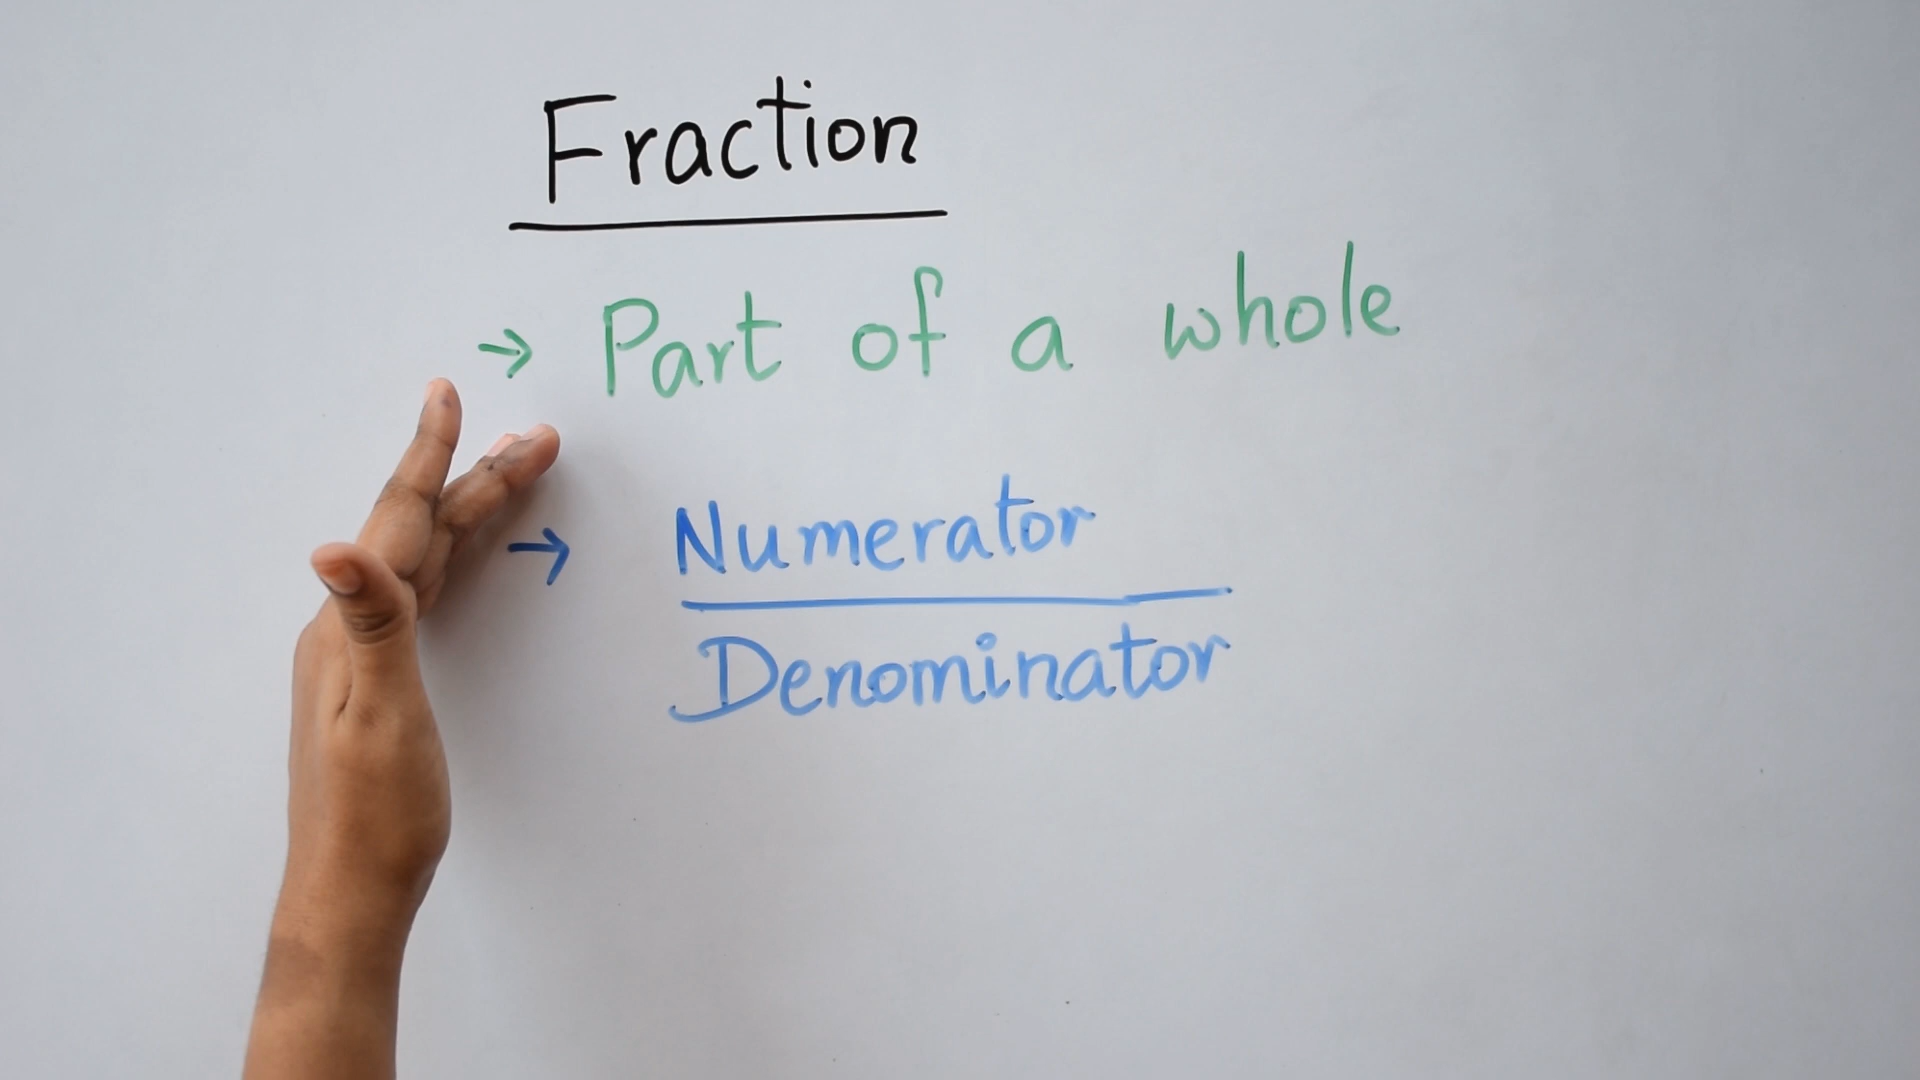 Fraction
→ Part of a whole
→ Numerator
Denominator